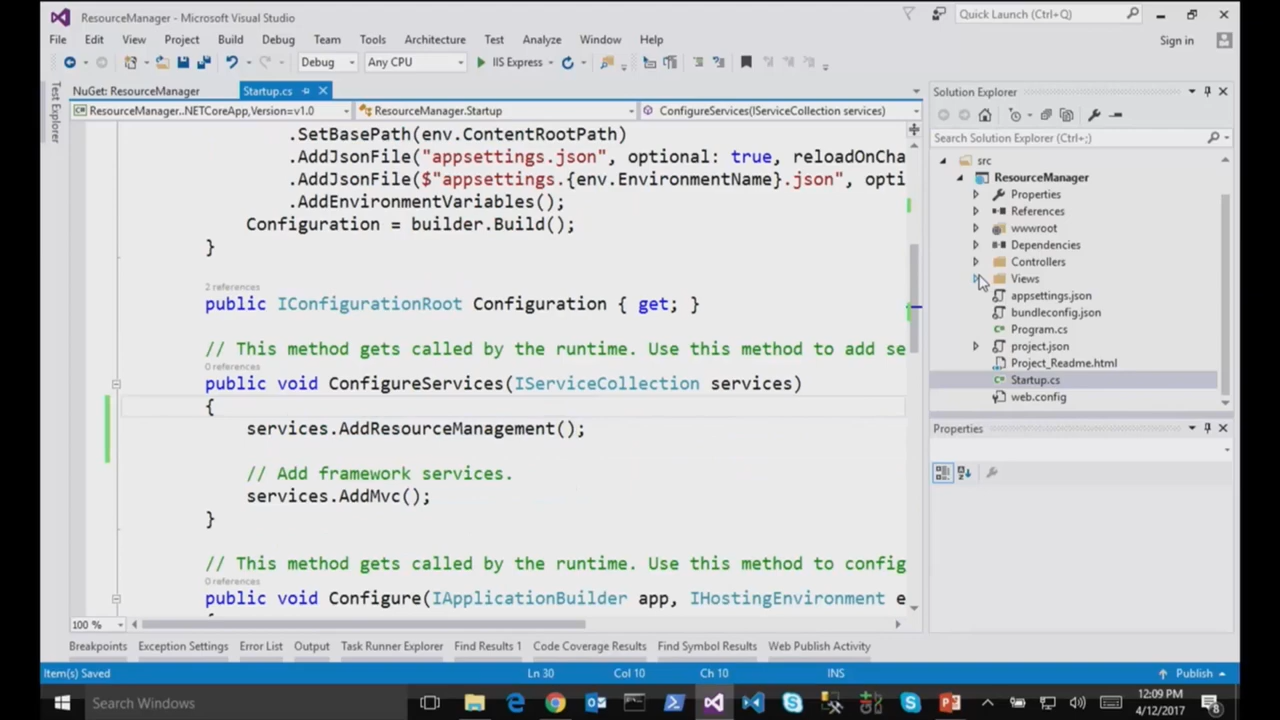 ResourceManager - Microsoft Visual Studio
Quick Launch (Ctrl+Q)
File Edit View Project Build Debug Team Tools Architecture Test Analyze Window Help
Sign in
Debug Any CPU IIS Express
Test Explorer
NuGet: ResourceManager Startup.cs
ResourceManager..NETCoreApp,Version=v1.0 ResourceManager.Startup ConfigureServices(IServiceCollection services)
.SetBasePath(env.ContentRootPath)
.AddJsonFile("appsettings.json", optional: true, reloadOnCha
.AddJsonFile($"appsettings.{env.EnvironmentName}.json", opti
.AddEnvironmentVariables();
Configuration = builder.Build();
}
2 references
public IConfigurationRoot Configuration { get; }
// This method gets called by the runtime. Use this method to add se
0 references
public void ConfigureServices(IServiceCollection services)
{
services.AddResourceManagement();
// Add framework services.
services.AddMvc();
}
// This method gets called by the runtime. Use this method to config
0 references
public void Configure(IApplicationBuilder app, IHostingEnvironment e
100 %
Solution Explorer
Search Solution Explorer (Ctrl+;)
src
ResourceManager
Properties
References
wwwroot
Dependencies
Controllers
Views
appsettings.json
bundleconfig.json
Program.cs
project.json
Project_Readme.html
Startup.cs
web.config
Properties
Breakpoints Exception Settings Error List Output Task Runner Explorer Find Results 1 Code Coverage Results Find Symbol Results Web Publish Activity
Item(s) Saved Ln 30 Col 10 Ch 10 INS Publish
Search Windows
12:09 PM
4/12/2017
8